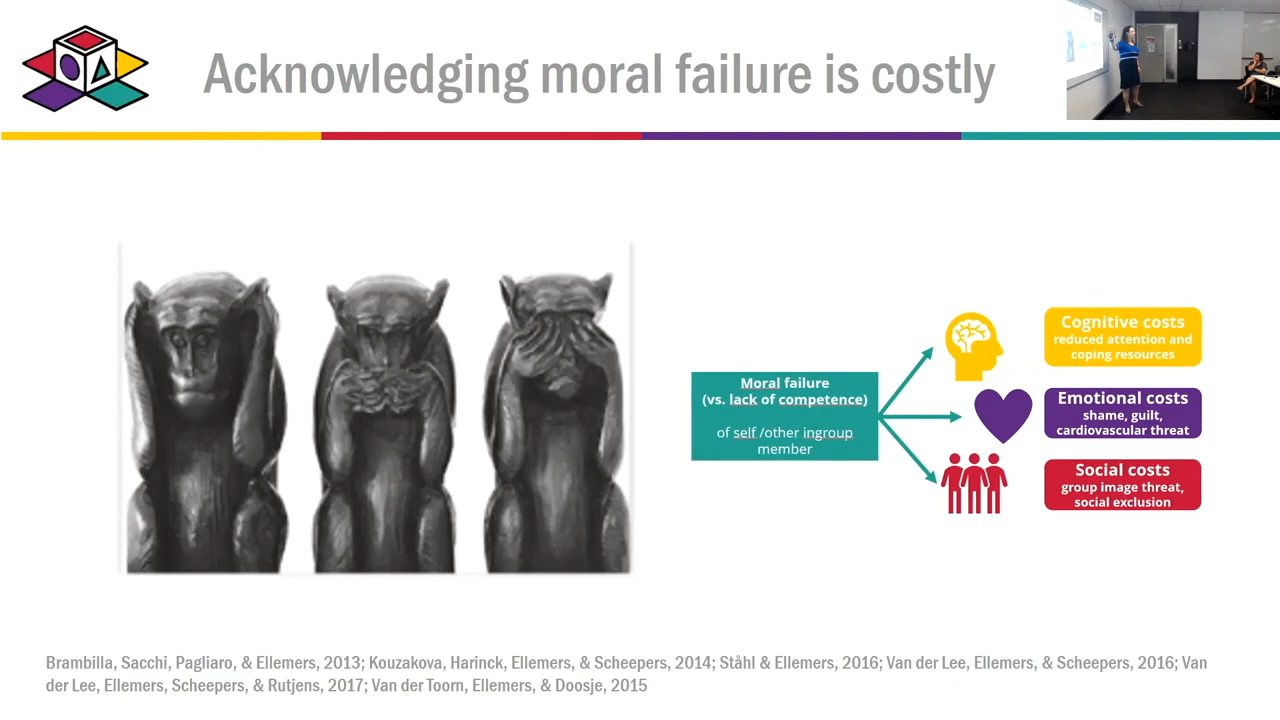 Acknowledging moral failure is costly
Moral failure
(vs. lack of competence)
of self /other ingroup
member
Cognitive costs
reduced attention and
coping resources
Emotional costs
shame, guilt,
cardiovascular threat
Social costs
group image threat,
social exclusion
Brambilla, Sacchi, Pagliaro, & Ellemers, 2013; Kouzakova, Harinck, Ellemers, & Scheepers, 2014; Ståhl & Ellemers, 2016; Van der Lee, Ellemers, & Scheepers, 2016; Van
der Lee, Ellemers, Scheepers, & Rutjens, 2017; Van der Toorn, Ellemers, & Doosje, 2015